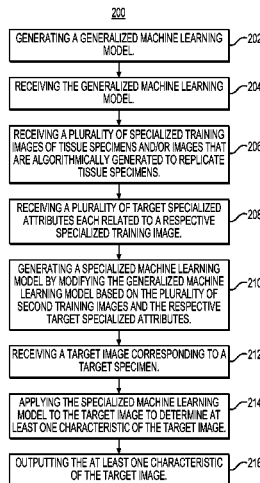 200
GENERATING A GENERALIZED MACHINE LEARNING
MODEL.
202
RECEIVING THE GENERALIZED MACHINE LEARNING
MODEL.
204
RECEIVING A PLURALITY OF SPECIALIZED TRAINING
IMAGES OF TISSUE SPECIMENS AND/OR IMAGES THAT
ARE ALGORITHMICALLY GENERATED TO REPLICATE
TISSUE SPECIMENS.
206
RECEIVING A PLURALITY OF TARGET SPECIALIZED
ATTRIBUTES EACH RELATED TO A RESPECTIVE
SPECIALIZED TRAINING IMAGE.
208
GENERATING A SPECIALIZED MACHINE LEARNING
MODEL BY MODIFYING THE GENERALIZED MACHINE
LEARNING MODEL BASED ON THE PLURALITY OF
SECOND TRAINING IMAGES AND THE RESPECTIVE
TARGET SPECIALIZED ATTRIBUTES.
210
RECEIVING A TARGET IMAGE CORRESPONDING TO A
TARGET SPECIMEN.
212
APPLYING THE SPECIALIZED MACHINE LEARNING
MODEL TO THE TARGET IMAGE TO DETERMINE AT
LEAST ONE CHARACTERISTIC OF THE TARGET IMAGE.
214
OUTPUTTING THE AT LEAST ONE CHARACTERISTIC
OF THE TARGET IMAGE.
216